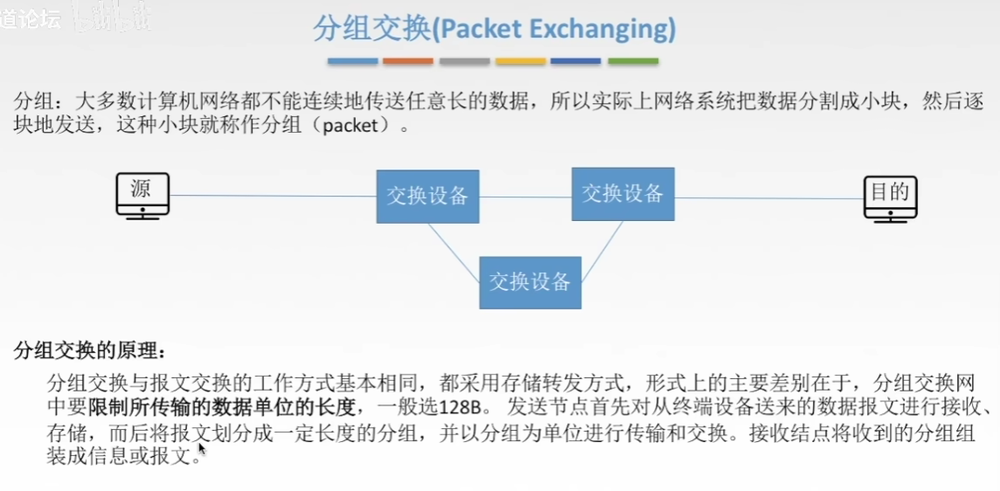 道论坛
分组交换(Packet Exchanging)
分组：大多数计算机网络都不能连续地传送任意长的数据，所以实际上网络系统把数据分割成小块，然后逐
块地发送，这种小块就称作分组（packet）。
源
交换设备
交换设备
目的
交换设备
分组交换的原理：
分组交换与报文交换的工作方式基本相同，都采用存储转发方式，形式上的主要差别在于，分组交换网
中要限制所传输的数据单位的长度，一般选128B。 发送节点首先对从终端设备送来的数据报文进行接收、
存储，而后将报文划分成一定长度的分组，并以分组为单位进行传输和交换。接收结点将收到的分组组
装成信息或报文。